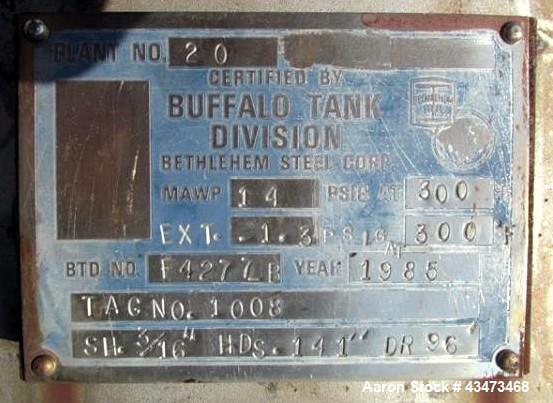 PLANT NO. 20
CERTIFIED BY
BUFFALO TANK
DIVISION
BETHLEHEM STEEL CORP.
MAWP 14 PSIG AT 300 °F
EXT. -1.3 PSIG AT 300 F
BTD NO. YEAR 1985
TAG NO. 1008
SH. 3/16" HDS. .141" DR 96"
Aaron Stock # 43473468